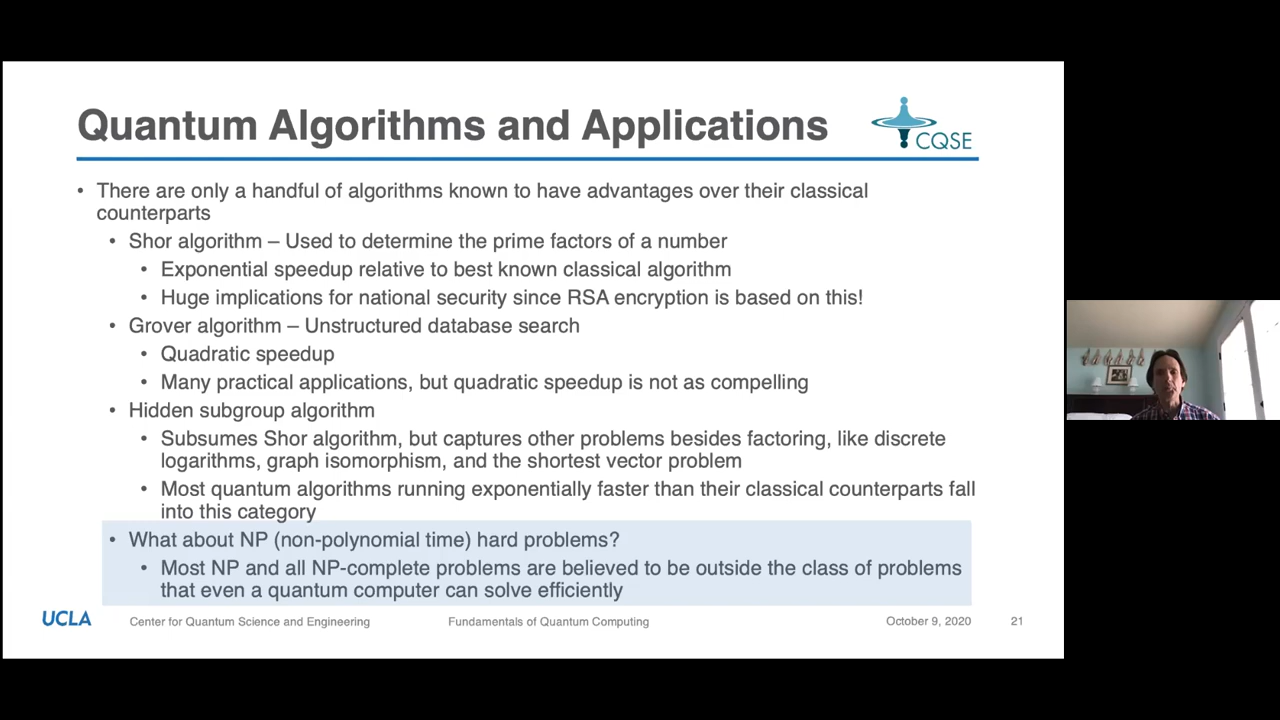 Quantum Algorithms and Applications
CQSE
• There are only a handful of algorithms known to have advantages over their classical
counterparts
• Shor algorithm – Used to determine the prime factors of a number
• Exponential speedup relative to best known classical algorithm
• Huge implications for national security since RSA encryption is based on this!
• Grover algorithm – Unstructured database search
• Quadratic speedup
• Many practical applications, but quadratic speedup is not as compelling
• Hidden subgroup algorithm
• Subsumes Shor algorithm, but captures other problems besides factoring, like discrete
logarithms, graph isomorphism, and the shortest vector problem
• Most quantum algorithms running exponentially faster than their classical counterparts fall
into this category
• What about NP (non-polynomial time) hard problems?
• Most NP and all NP-complete problems are believed to be outside the class of problems
that even a quantum computer can solve efficiently
UCLA Center for Quantum Science and Engineering Fundamentals of Quantum Computing October 9, 2020 21